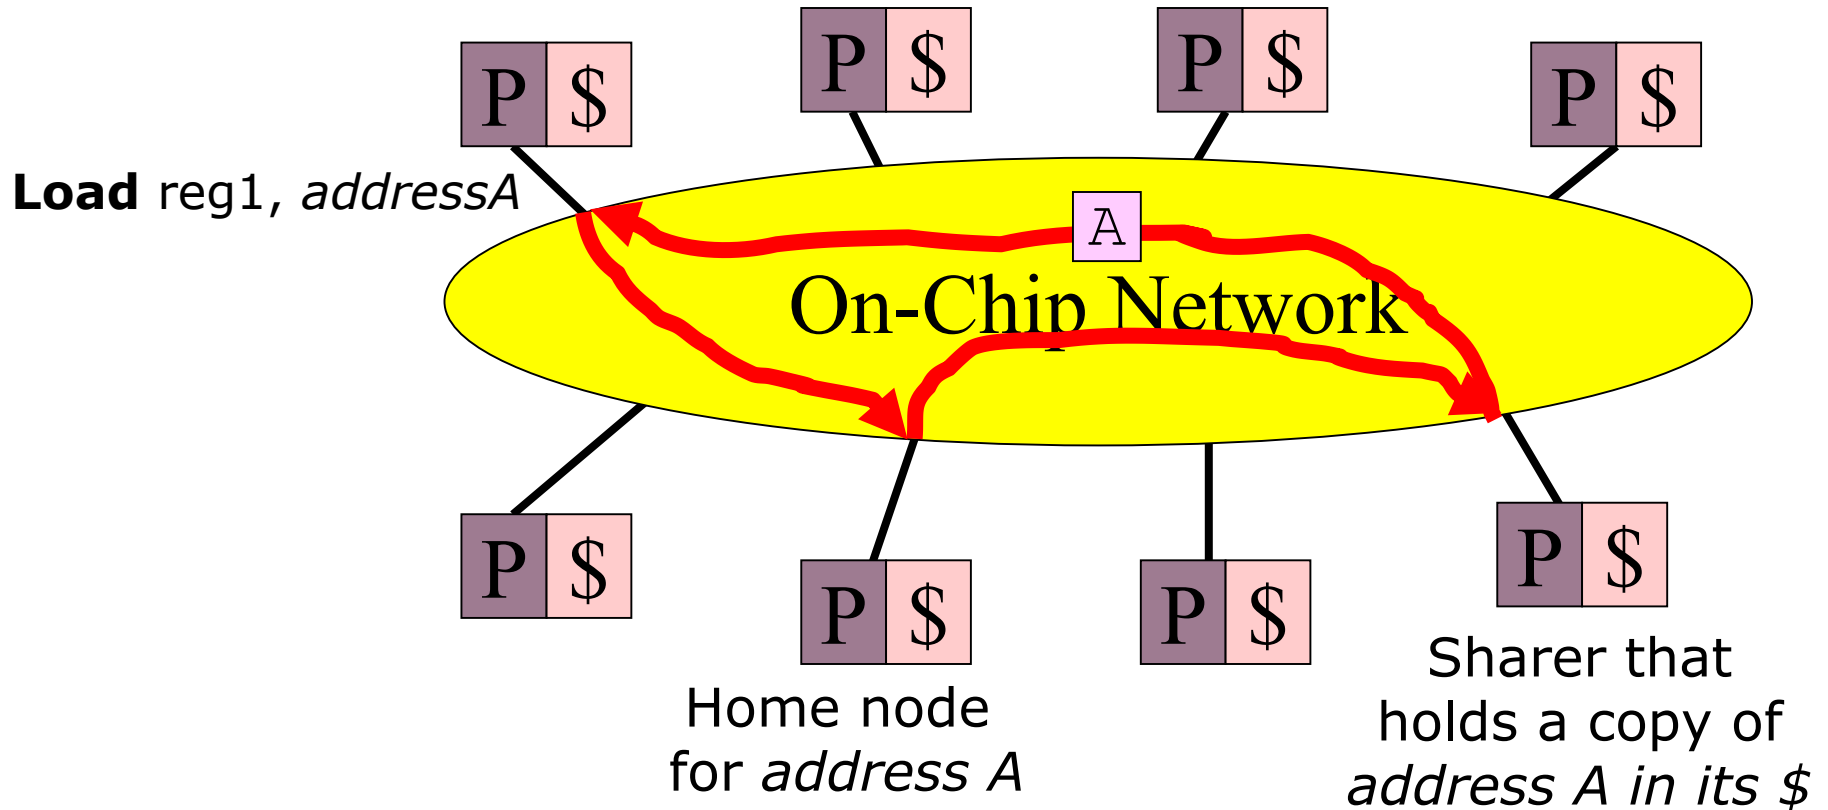 P $
P $
P $
P $
Load reg1, addressA
A
On-Chip Network
P $
P $
P $
P $
Home node
for address A
Sharer that
holds a copy of
address A in its $